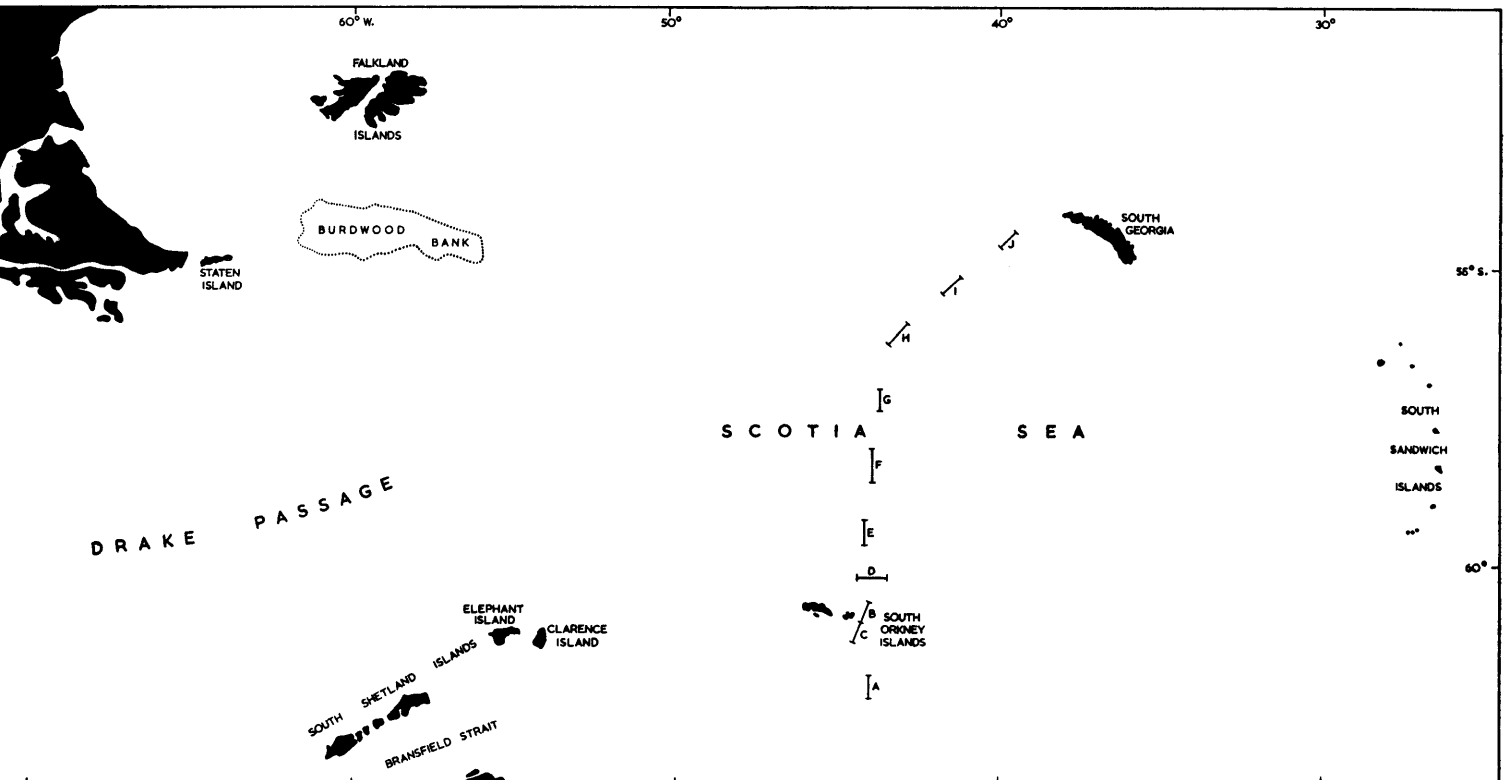 60° W.
50°
40°
30°
FALKLAND
ISLANDS
BURDWOOD
BANK
STATEN
ISLAND
SOUTH
GEORGIA
J
55° S.
I
H
G
SOUTH
SCOTIA SEA
SANDWICH
F
ISLANDS
DRAKE PASSAGE
E
60°
D
ELEPHANT
ISLAND
CLARENCE
ISLAND
B
C
SOUTH
ORKNEY
ISLANDS
A
SOUTH SHETLAND ISLANDS
BRANSFIELD STRAIT